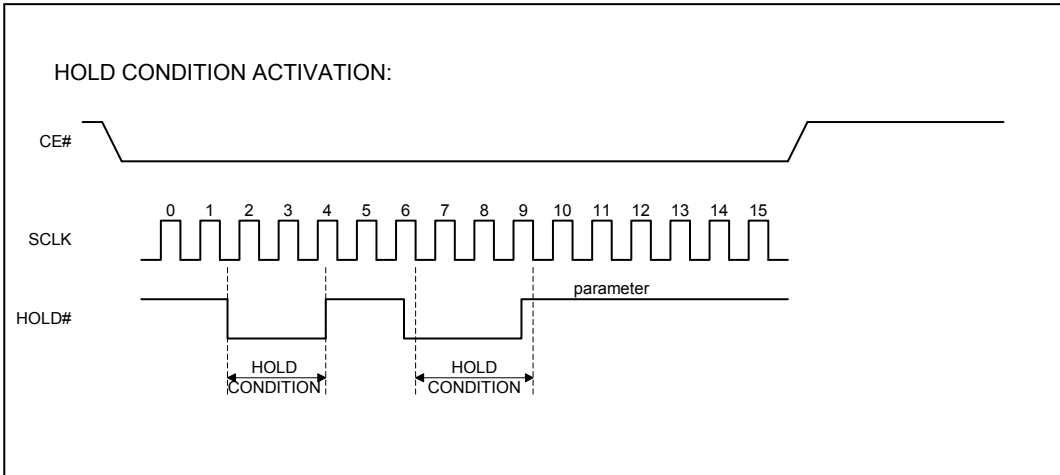 HOLD CONDITION ACTIVATION:
CE#
0 1 2 3 4 5 6 7 8 9 10 11 12 13 14 15
SCLK
parameter
HOLD#
HOLD HOLD
CONDITION CONDITION